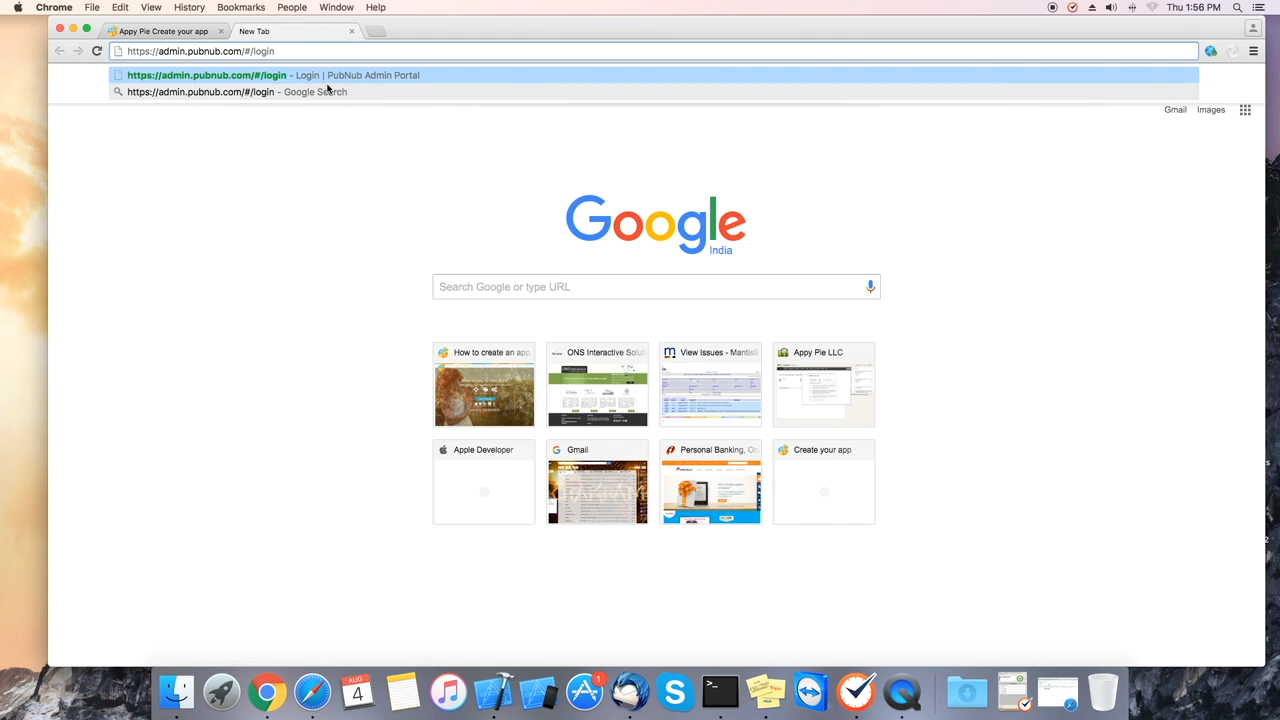 Chrome File Edit View History Bookmarks People Window Help Thu 1:56 PM
Appy Pie Create your app New Tab
https://admin.pubnub.com/#/login
https://admin.pubnub.com/#/login - Login | PubNub Admin Portal
https://admin.pubnub.com/#/login - Google Search
Gmail Images
Google
India
Search Google or type URL
How to create an app ONS Interactive Solu View Issues - MantisB Appy Pie LLC
Apple Developer Gmail Personal Banking, On Create your app
AUG
4
1